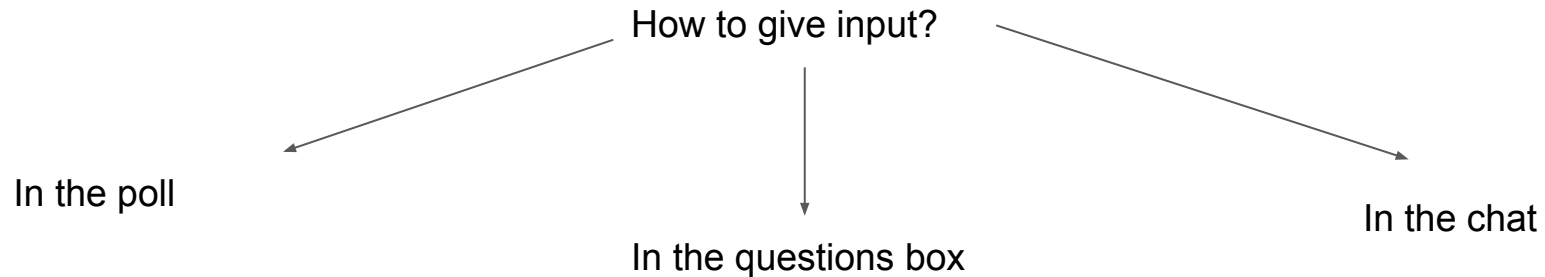 How to give input?
In the poll
In the questions box
In the chat